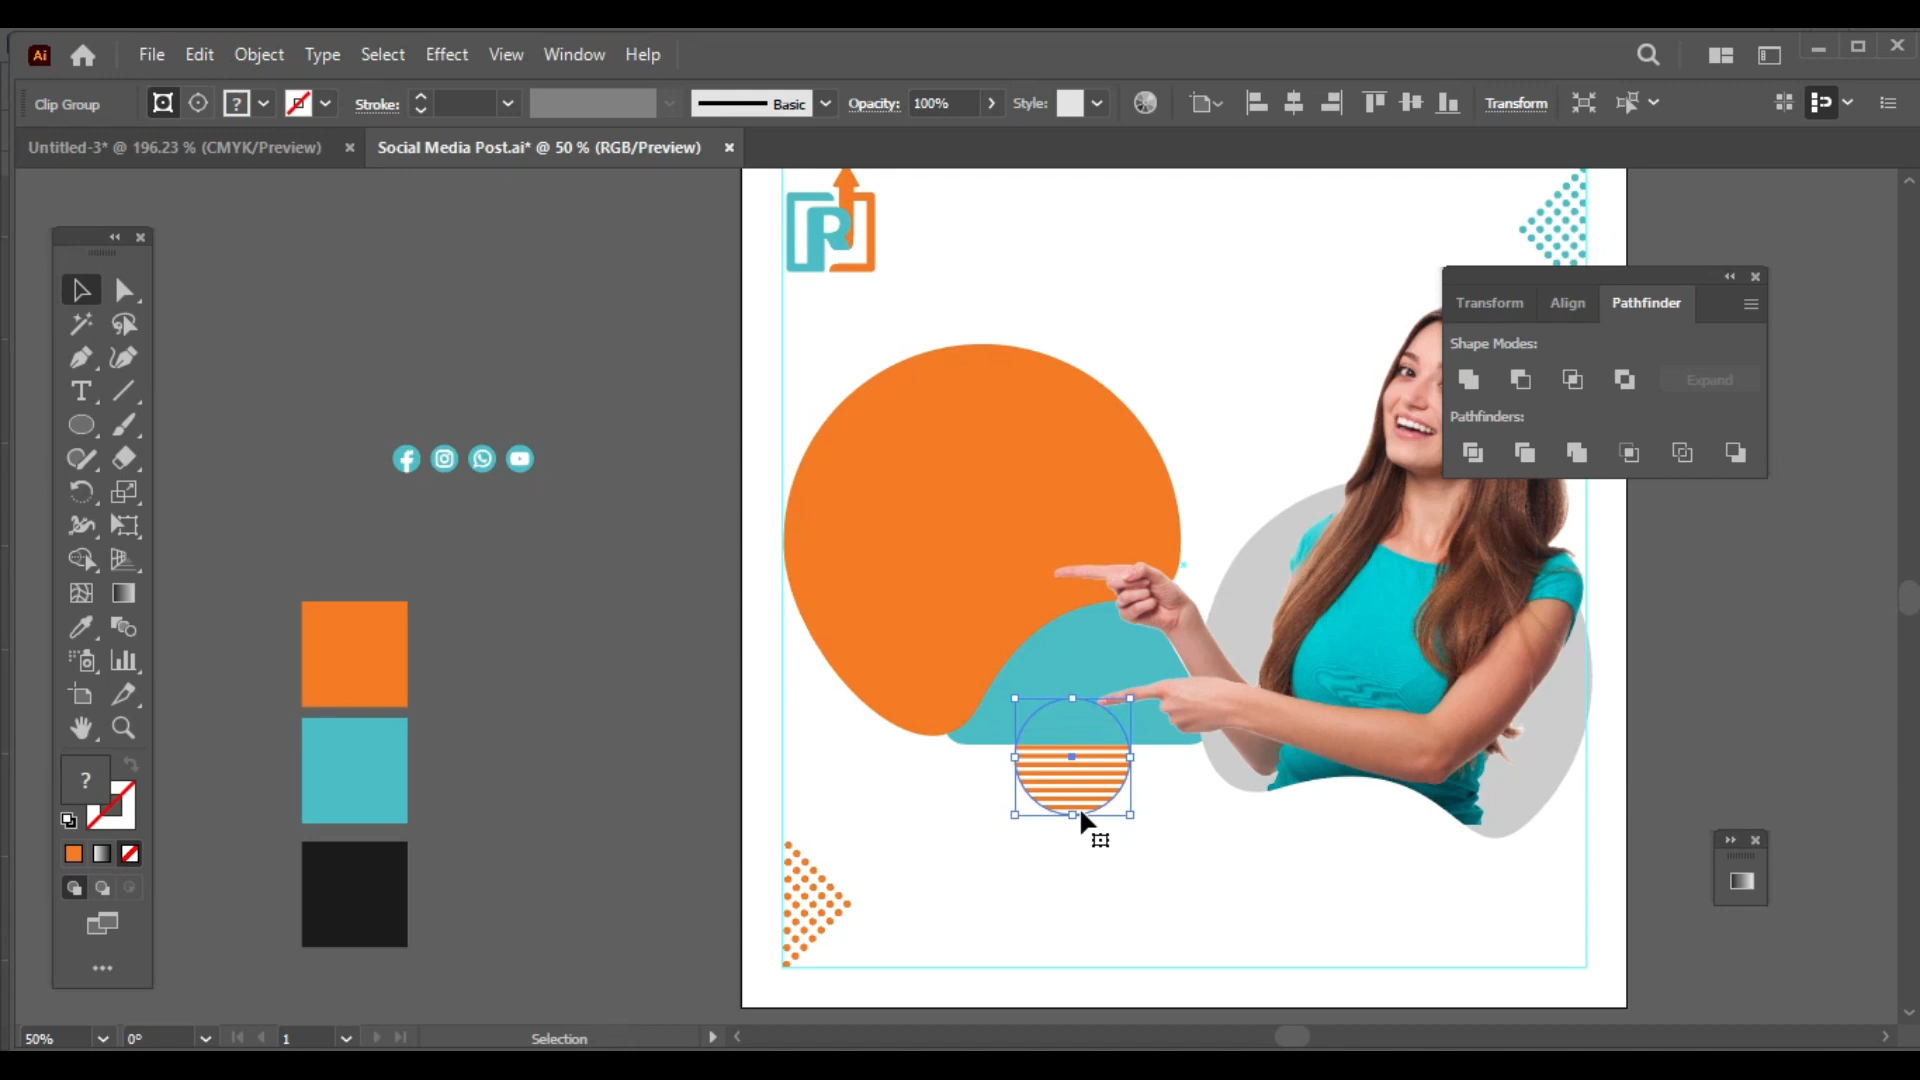 Ai File Edit Object Type Select Effect View Window Help
Clip Group ? Stroke: Basic Opacity: 100% Style: Transform
Untitled-3* @ 196.23 % (CMYK/Preview) Social Media Post.ai* @ 50 % (RGB/Preview)
R
Transform Align Pathfinder
Shape Modes:
Expand
Pathfinders:
T
?
50% 0° 1 Selection